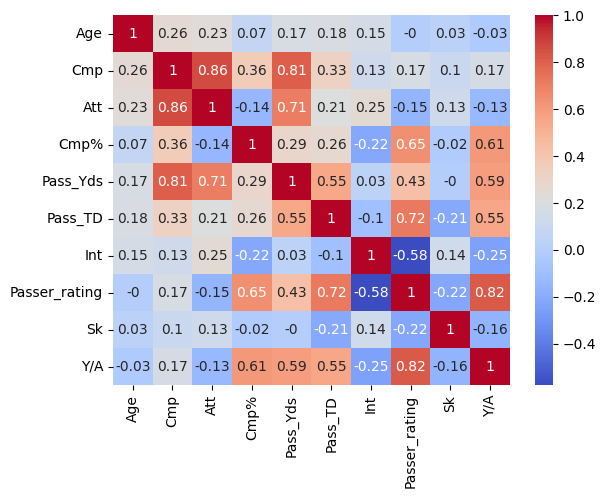 Age 1 0.26 0.23 0.07 0.17 0.18 0.15 -0 0.03 -0.03
Cmp 0.26 1 0.86 0.36 0.81 0.33 0.13 0.17 0.1 0.17
Att 0.23 0.86 1 -0.14 0.71 0.21 0.25 -0.15 0.13 -0.13
Cmp% 0.07 0.36 -0.14 1 0.29 0.26 -0.22 0.65 -0.02 0.61
Pass_Yds 0.17 0.81 0.71 0.29 1 0.55 0.03 0.43 -0 0.59
Pass_TD 0.18 0.33 0.21 0.26 0.55 1 -0.1 0.72 -0.21 0.55
Int 0.15 0.13 0.25 -0.22 0.03 -0.1 1 -0.58 0.14 -0.25
Passer_rating -0 0.17 -0.15 0.65 0.43 0.72 -0.58 1 -0.22 0.82
Sk 0.03 0.1 0.13 -0.02 -0 -0.21 0.14 -0.22 1 -0.16
Y/A -0.03 0.17 -0.13 0.61 0.59 0.55 -0.25 0.82 -0.16 1
Age Cmp Att Cmp% Pass_Yds Pass_TD Int Passer_rating Sk Y/A
1.0
0.8
0.6
0.4
0.2
0.0
−0.2
−0.4